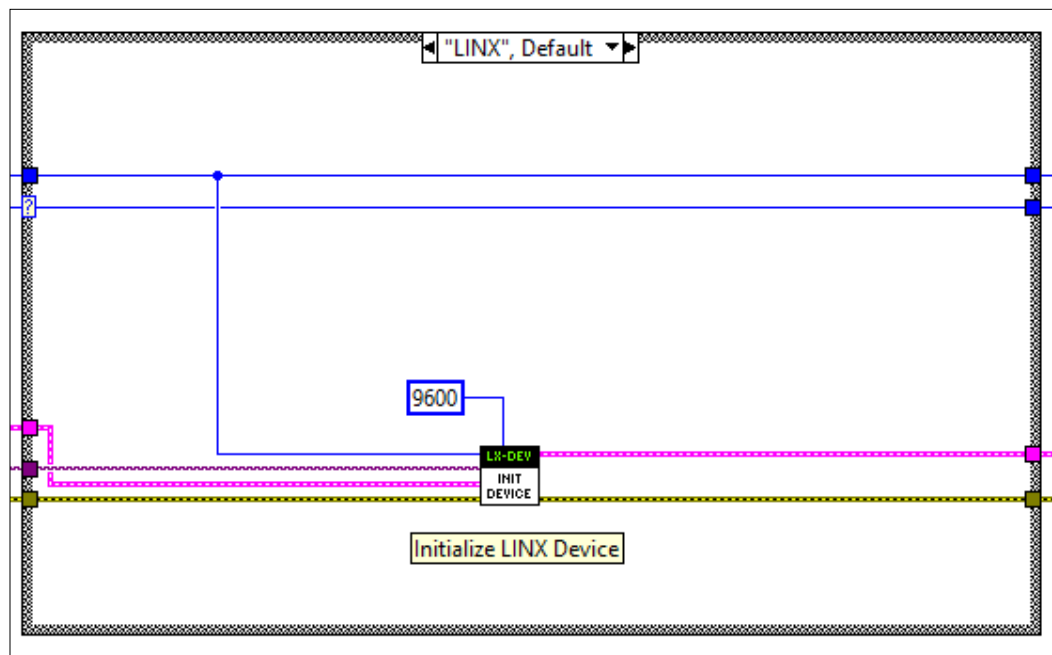 "LINX", Default
?
9600
LX-DEV
INIT
DEVICE
Initialize LINX Device